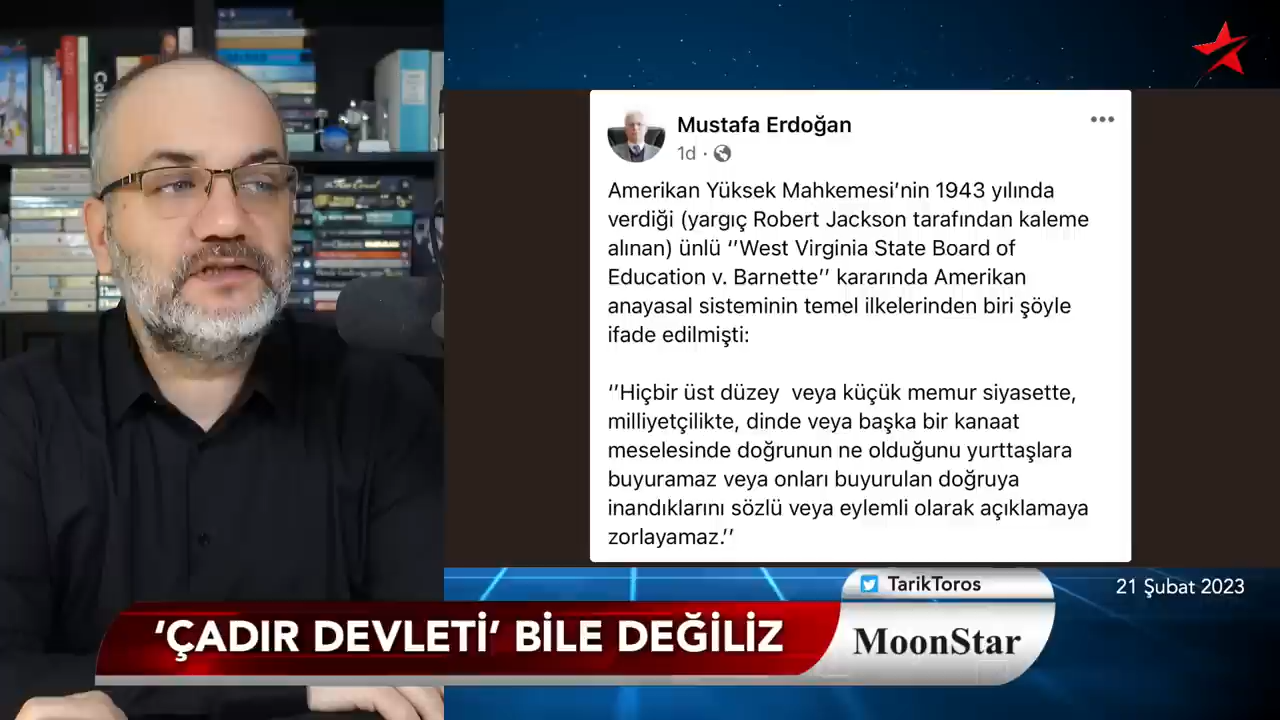 Mustafa Erdoğan
1d ·
Amerikan Yüksek Mahkemesi’nin 1943 yılında
verdiği (yargıç Robert Jackson tarafından kaleme
alınan) ünlü ‘’West Virginia State Board of
Education v. Barnette’’ kararında Amerikan
anayasal sisteminin temel ilkelerinden biri şöyle
ifade edilmişti:
‘’Hiçbir üst düzey  veya küçük memur siyasette,
milliyetçilikte, dinde veya başka bir kanaat
meselesinde doğrunun ne olduğunu yurttaşlara
buyuramaz veya onları buyurulan doğruya
inandıklarını sözlü veya eylemli olarak açıklamaya
zorlayamaz.’’
TarikToros
21 Şubat 2023
‘ÇADIR DEVLETİ’ BİLE DEĞİLİZ
MoonStar